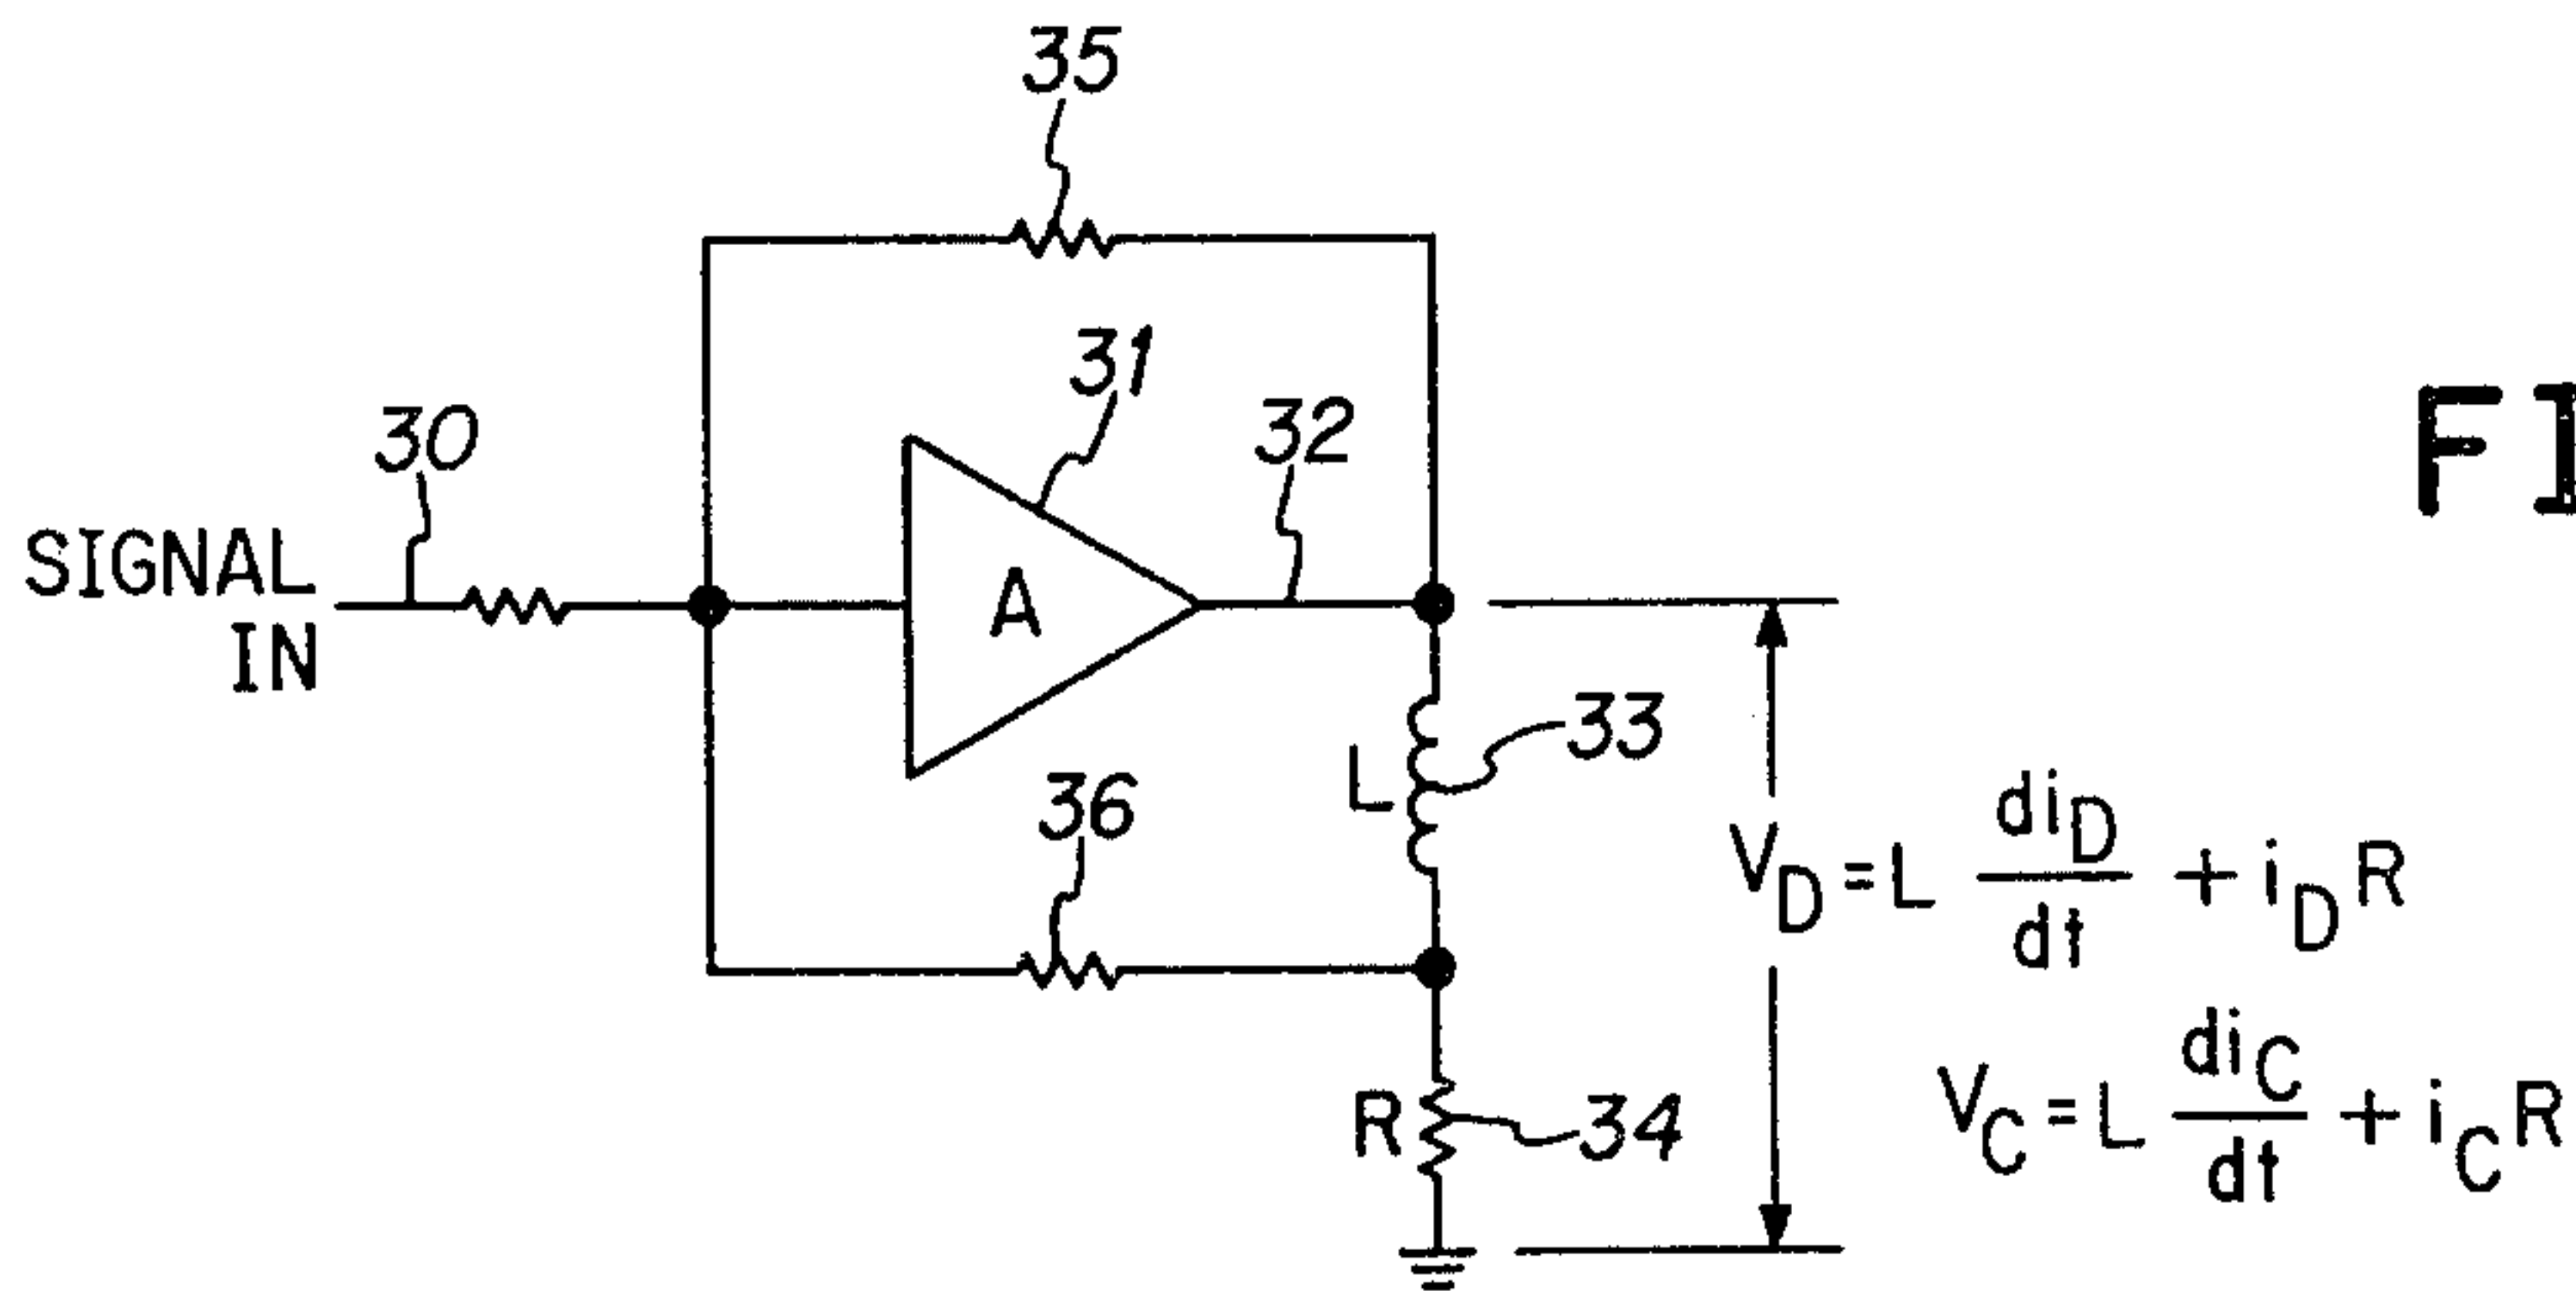 35
31
30
32
FI
SIGNAL
IN
A
33
L
36
V_D = L di_D/dt + i_D R
V_C = L di_C/dt + i_C R
R
34